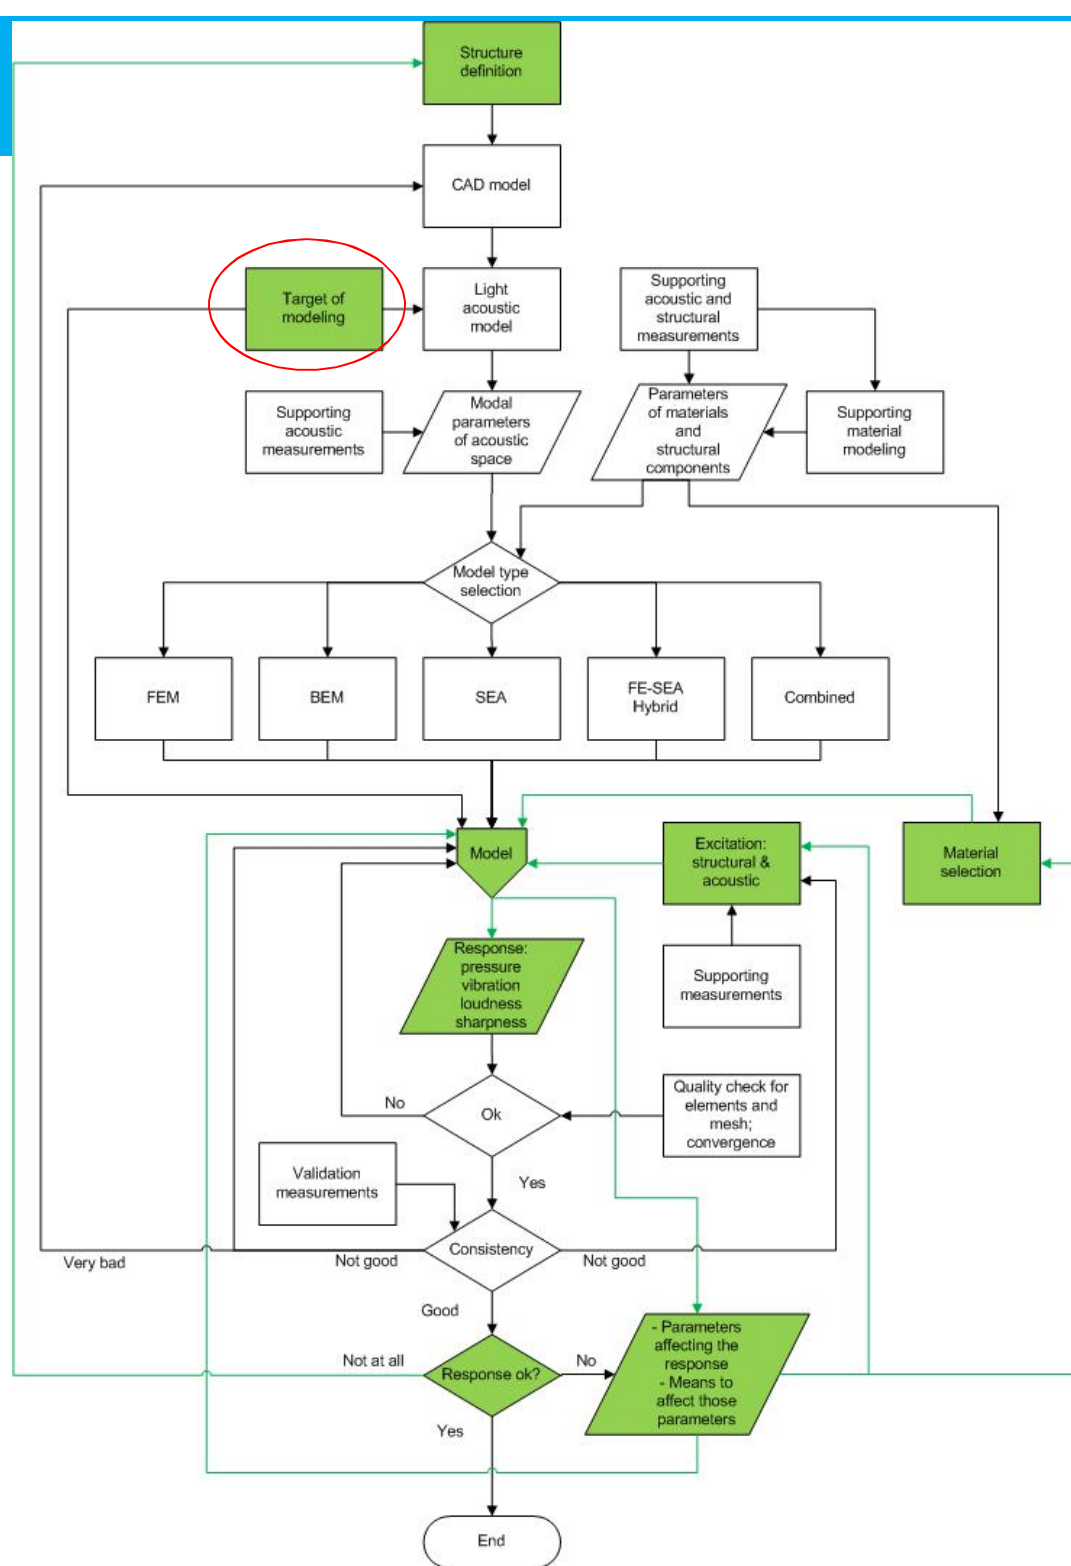 Structure
definition
CAD model
Target of
modeling
Light
acoustic
model
Supporting
acoustic and
structural
measurements
Supporting
acoustic
measurements
Modal
parameters
of acoustic
space
Parameters
of materials
and
structural
components
Supporting
material
modeling
Model type
selection
FEM
BEM
SEA
FE-SEA
Hybrid
Combined
Model
Excitation:
structural &
acoustic
Material
selection
Response:
pressure
vibration
loudness
sharpness
Supporting
measurements
No
Ok
Quality check for
elements and
mesh;
convergence
Yes
Validation
measurements
Consistency
Very bad
Not good
Not good
Good
- Parameters
affecting the
response
- Means to
affect those
parameters
Not at all
Response ok?
No
Yes
End